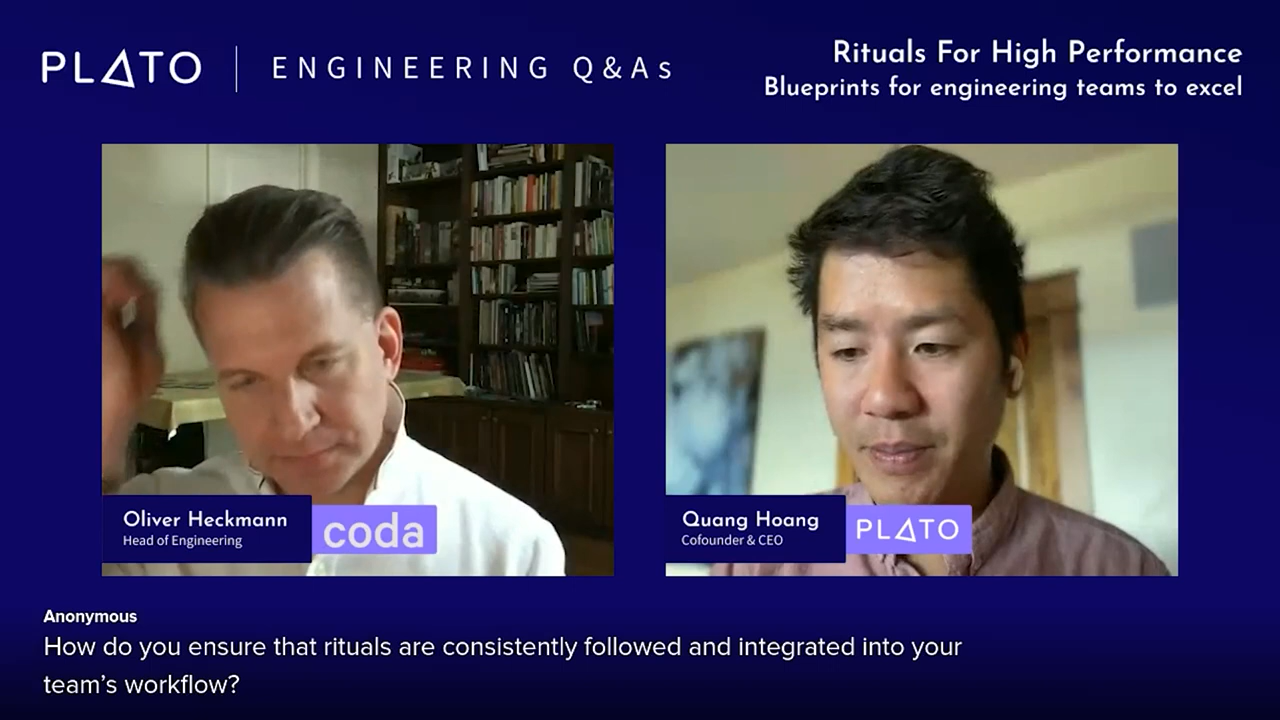 PLATO | ENGINEERING Q&As
Rituals For High Performance
Blueprints for engineering teams to excel
Oliver Heckmann
Head of Engineering
coda
Quang Hoang
Cofounder & CEO
PLATO
Anonymous
How do you ensure that rituals are consistently followed and integrated into your
team's workflow?